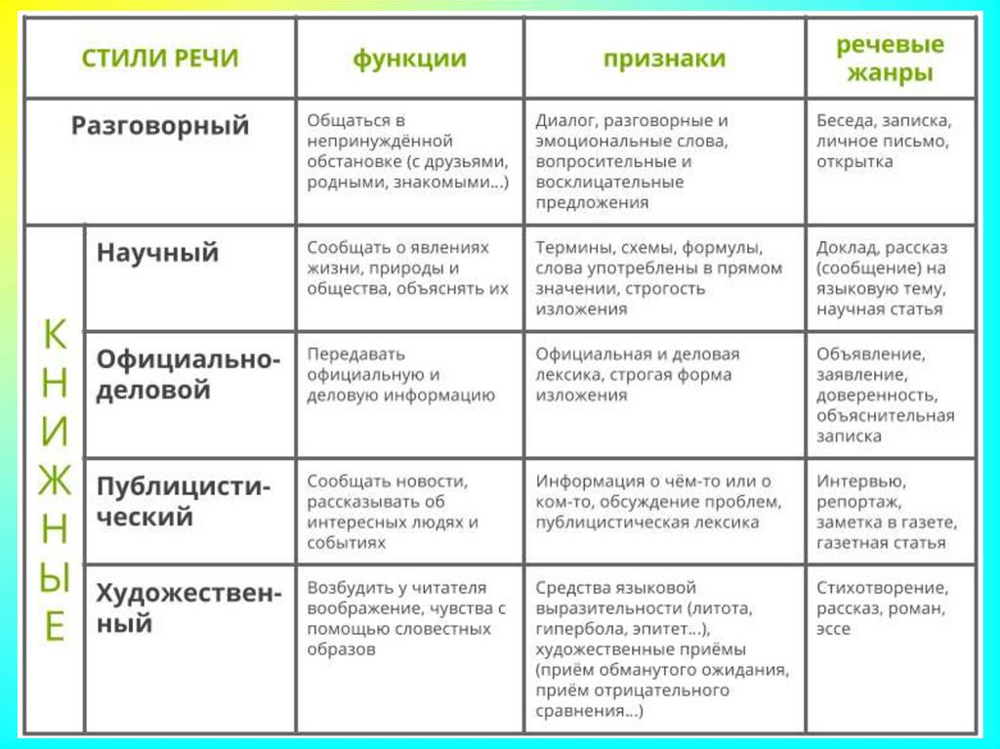 СТИЛИ РЕЧИ
функции
признаки
речевые
жанры
Разговорный
Общаться в
непринуждённой
обстановке (с друзьями,
родными, знакомыми...)
Диалог, разговорные и
эмоциональные слова,
вопросительные и
восклицательные
предложения
Беседа, записка,
личное письмо,
открытка
КНИЖНЫЕ
Научный
Сообщать о явлениях
жизни, природы и
общества, объяснять их
Термины, схемы, формулы,
слова употреблены в прямом
значении, строгость
изложения
Доклад, рассказ
(сообщение) на
языковую тему,
научная статья
Официально-
деловой
Передавать
официальную и
деловую информацию
Официальная и деловая
лексика, строгая форма
изложения
Объявление,
заявление,
доверенность,
объяснительная
записка
Публицисти-
ческий
Сообщать новости,
рассказывать об
интересных людях и
событиях
Информация о чём-то или о
ком-то, обсуждение проблем,
публицистическая лексика
Интервью,
репортаж,
заметка в газете,
газетная статья
Художествен-
ный
Возбудить у читателя
воображение, чувства с
помощью словестных
образов
Средства языковой
выразительности (литота,
гипербола, эпитет...),
художественные приёмы
(приём обманутого ожидания,
приём отрицательного
сравнения...)
Стихотворение,
рассказ, роман,
эссе